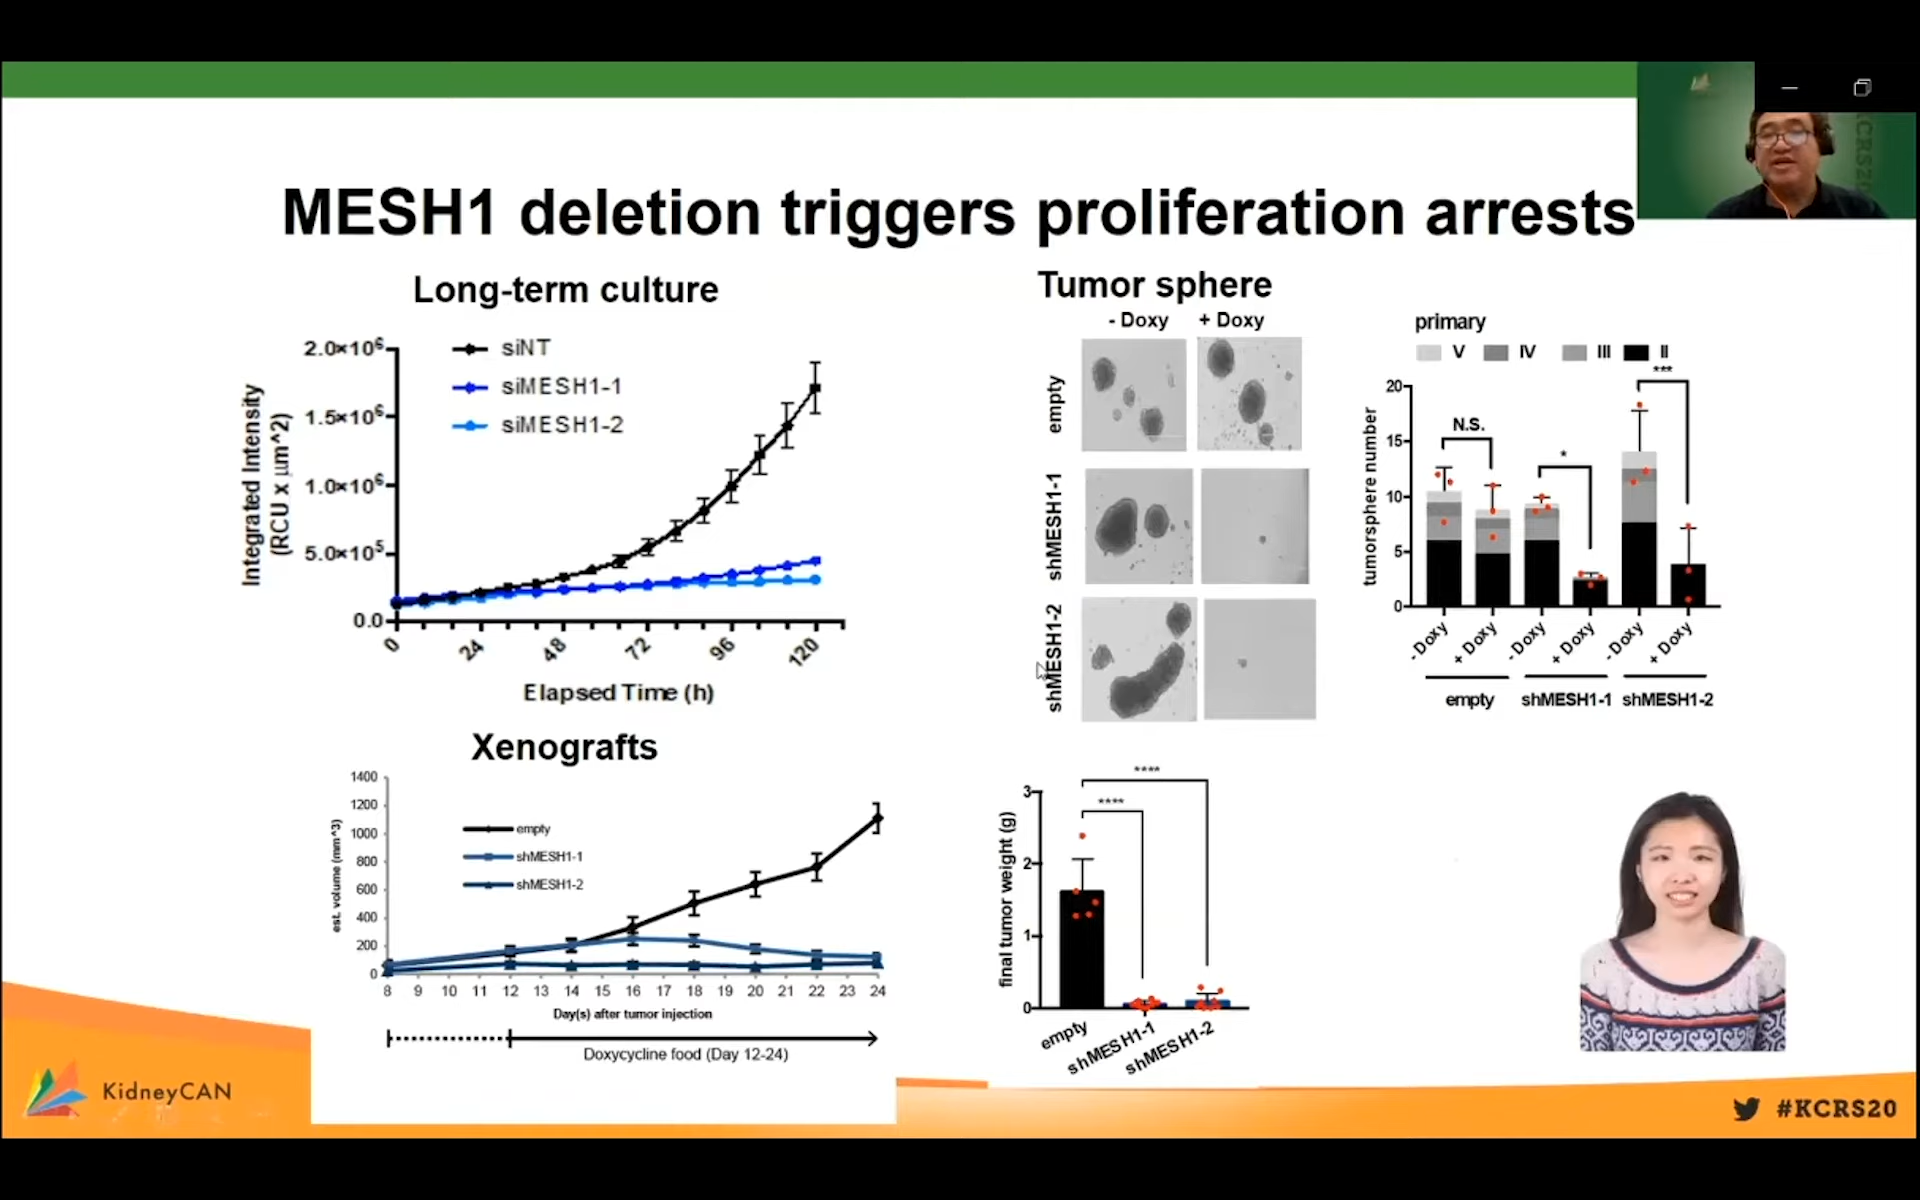 MESH1 deletion triggers proliferation arrests
Long-term culture
siNT
siMESH1-1
siMESH1-2
Integrated Intensity
(RCU x µm^2)
2.0×10⁶
1.5×10⁶
1.0×10⁶
5.0×10⁵
0.0
0 24 48 72 96 120
Elapsed Time (h)
Tumor sphere
- Doxy + Doxy
empty
shMESH1-1
shMESH1-2
primary
V IV III II
tumorsphere number
20
15
10
5
0
N.S.
*
***
- Doxy + Doxy - Doxy + Doxy - Doxy + Doxy
empty shMESH1-1 shMESH1-2
Xenografts
est. volume (mm^3)
1400
1200
1000
800
600
400
200
0
empty
shMESH1-1
shMESH1-2
8 9 10 11 12 13 14 15 16 17 18 19 20 21 22 23 24
Day(s) after tumor injection
Doxycycline food (Day 12-24)
final tumor weight (g)
3
2
1
0
****
****
empty shMESH1-1 shMESH1-2
KidneyCAN
#KCRS20